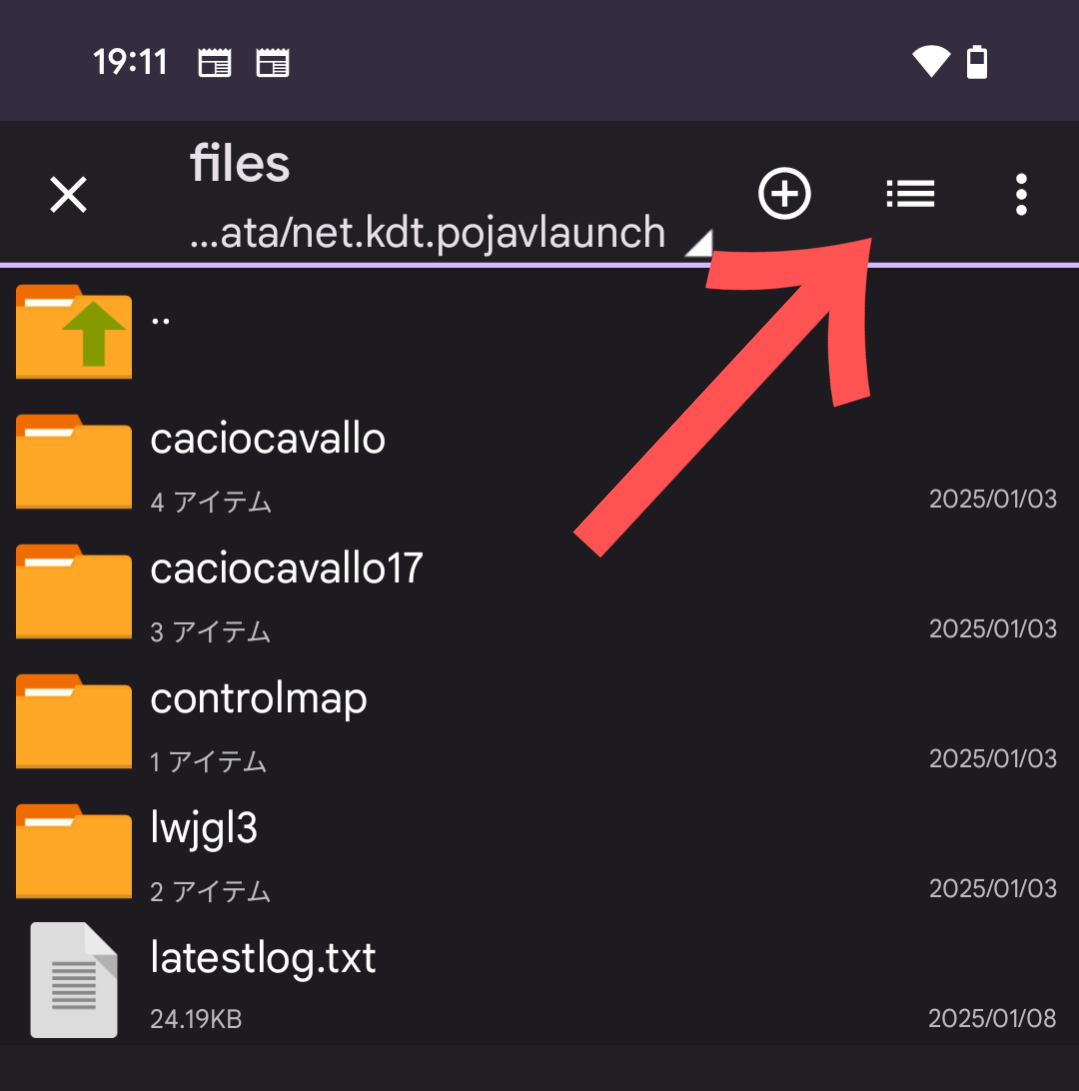 19:11
files
...ata/net.kdt.pojavlaunch
..
caciocavallo
4 アイテム
2025/01/03
caciocavallo17
3 アイテム
2025/01/03
controlmap
1 アイテム
2025/01/03
lwjgl3
2 アイテム
2025/01/03
latestlog.txt
24.19KB
2025/01/08